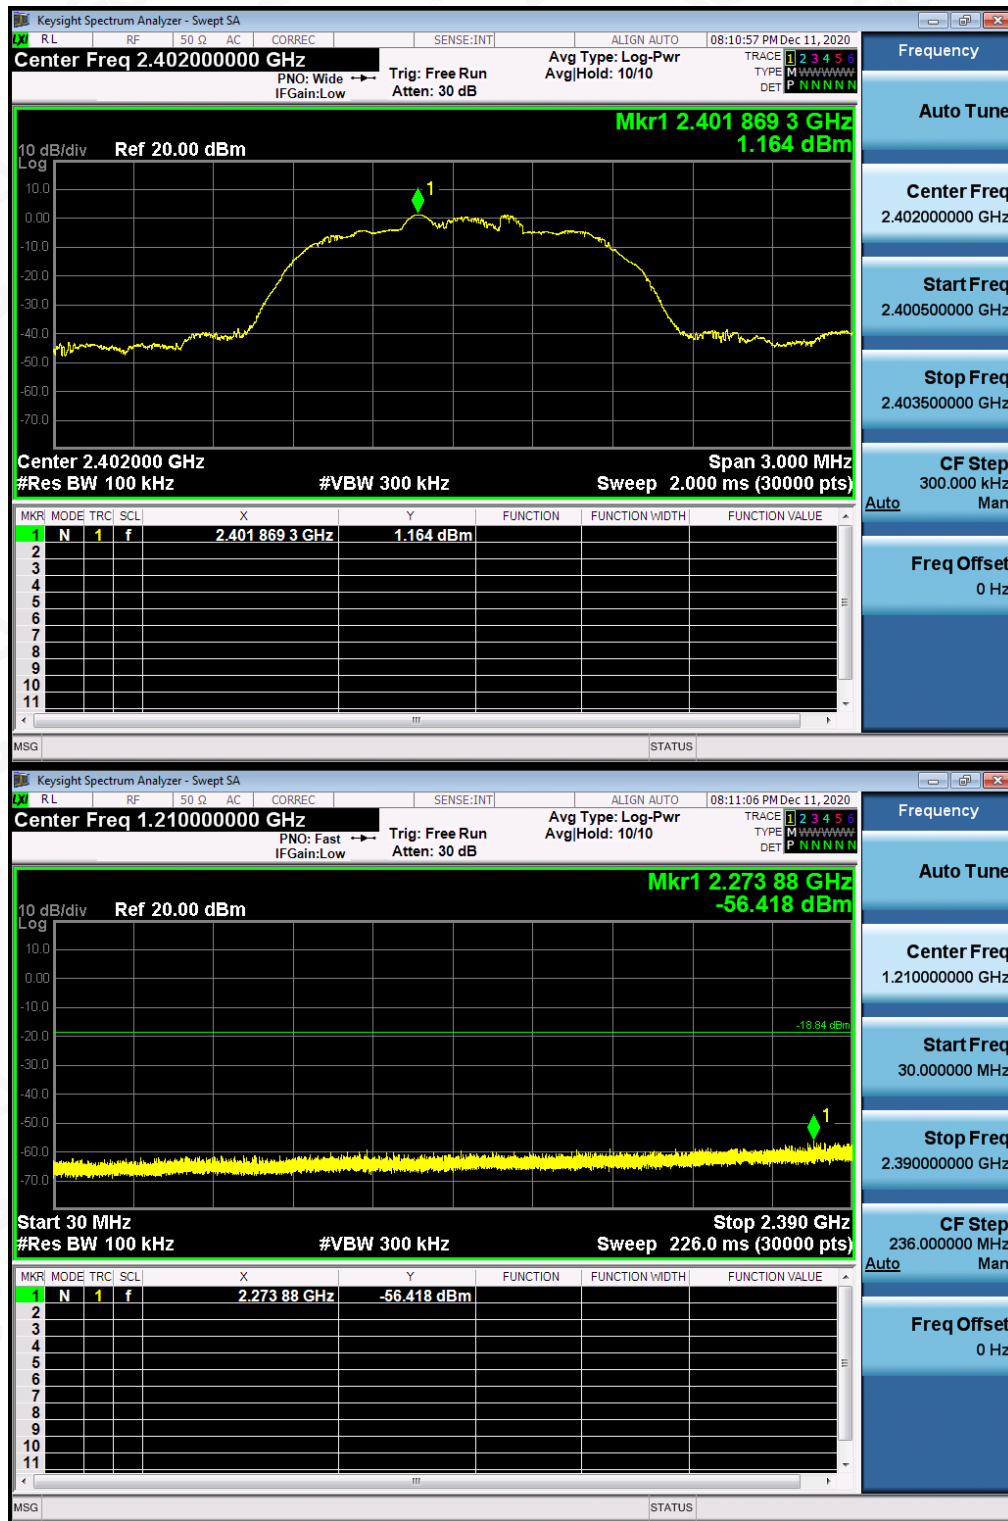 Keysight Spectrum Analyzer - Swept SA
LXI RL RF 50 Ω AC CORREC SENSE:INT ALIGN AUTO 08:10:57 PM Dec 11, 2020
Center Freq 2.402000000 GHz
PNO: Wide
IFGain:Low
Trig: Free Run
Atten: 30 dB
Avg Type: Log-Pwr
Avg|Hold: 10/10
TRACE 1 2 3 4 5 6
TYPE M WWWWW
DET P N N N N N
Mkr1 2.401 869 3 GHz
1.164 dBm
10 dB/div Ref 20.00 dBm
Log
10.0
0.00
-10.0
-20.0
-30.0
-40.0
-50.0
-60.0
-70.0
1
Center 2.402000 GHz Span 3.000 MHz
#Res BW 100 kHz #VBW 300 kHz Sweep 2.000 ms (30000 pts)
MKR MODE TRC SCL X Y FUNCTION FUNCTION WIDTH FUNCTION VALUE
1 N 1 f 2.401 869 3 GHz 1.164 dBm
2
3
4
5
6
7
8
9
10
11
MSG STATUS
Frequency
Auto Tune
Center Freq
2.402000000 GHz
Start Freq
2.400500000 GHz
Stop Freq
2.403500000 GHz
CF Step
300.000 kHz
Auto Man
Freq Offset
0 Hz
Keysight Spectrum Analyzer - Swept SA
LXI RL RF 50 Ω AC CORREC SENSE:INT ALIGN AUTO 08:11:06 PM Dec 11, 2020
Center Freq 1.210000000 GHz
PNO: Fast
IFGain:Low
Trig: Free Run
Atten: 30 dB
Avg Type: Log-Pwr
Avg|Hold: 10/10
TRACE 1 2 3 4 5 6
TYPE M WWWWW
DET P N N N N N
Mkr1 2.273 88 GHz
-56.418 dBm
10 dB/div Ref 20.00 dBm
Log
10.0
0.00
-10.0
-20.0
-30.0
-40.0
-50.0
-60.0
-70.0
-18.84 dBm
1
Start 30 MHz Stop 2.390 GHz
#Res BW 100 kHz #VBW 300 kHz Sweep 226.0 ms (30000 pts)
MKR MODE TRC SCL X Y FUNCTION FUNCTION WIDTH FUNCTION VALUE
1 N 1 f 2.273 88 GHz -56.418 dBm
2
3
4
5
6
7
8
9
10
11
MSG STATUS
Frequency
Auto Tune
Center Freq
1.210000000 GHz
Start Freq
30.000000 MHz
Stop Freq
2.390000000 GHz
CF Step
236.000000 MHz
Auto Man
Freq Offset
0 Hz